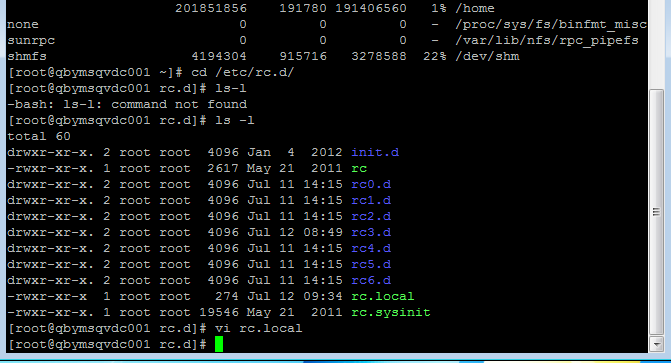 201851856 191780 191406560 1% /home
none 0 0 0 - /proc/sys/fs/binfmt_misc
sunrpc 0 0 0 - /var/lib/nfs/rpc_pipefs
shmfs 4194304 915716 3278588 22% /dev/shm
[root@qbymsqvdc001 ~]# cd /etc/rc.d/
[root@qbymsqvdc001 rc.d]# ls-l
-bash: ls-l: command not found
[root@qbymsqvdc001 rc.d]# ls -l
total 60
drwxr-xr-x. 2 root root 4096 Jan 4 2012 init.d
-rwxr-xr-x. 1 root root 2617 May 21 2011 rc
drwxr-xr-x. 2 root root 4096 Jul 11 14:15 rc0.d
drwxr-xr-x. 2 root root 4096 Jul 11 14:15 rc1.d
drwxr-xr-x. 2 root root 4096 Jul 11 14:15 rc2.d
drwxr-xr-x. 2 root root 4096 Jul 12 08:49 rc3.d
drwxr-xr-x. 2 root root 4096 Jul 11 14:15 rc4.d
drwxr-xr-x. 2 root root 4096 Jul 11 14:15 rc5.d
drwxr-xr-x. 2 root root 4096 Jul 11 14:15 rc6.d
-rwxr-xr-x 1 root root 274 Jul 12 09:34 rc.local
-rwxr-xr-x. 1 root root 19546 May 21 2011 rc.sysinit
[root@qbymsqvdc001 rc.d]# vi rc.local
[root@qbymsqvdc001 rc.d]#